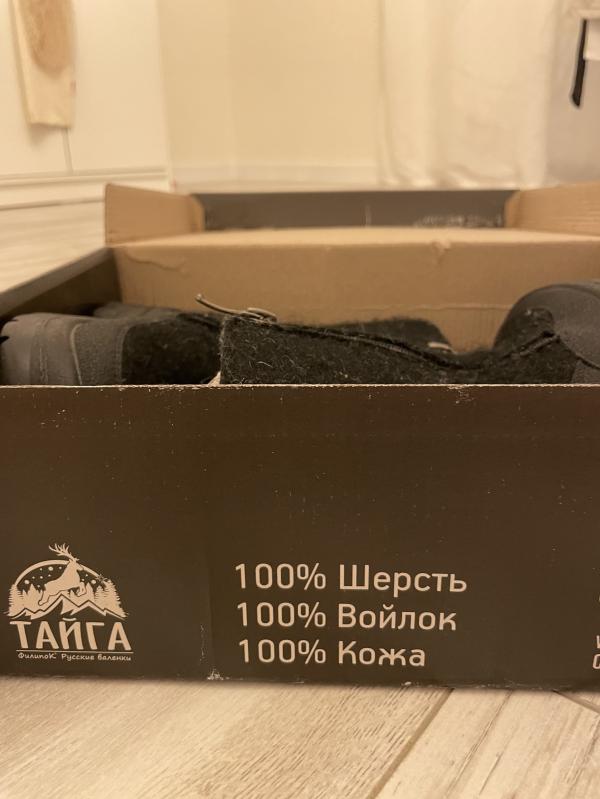 ТАЙГА
ФилипоК Русские валенки
100% Шерсть
100% Войлок
100% Кожа